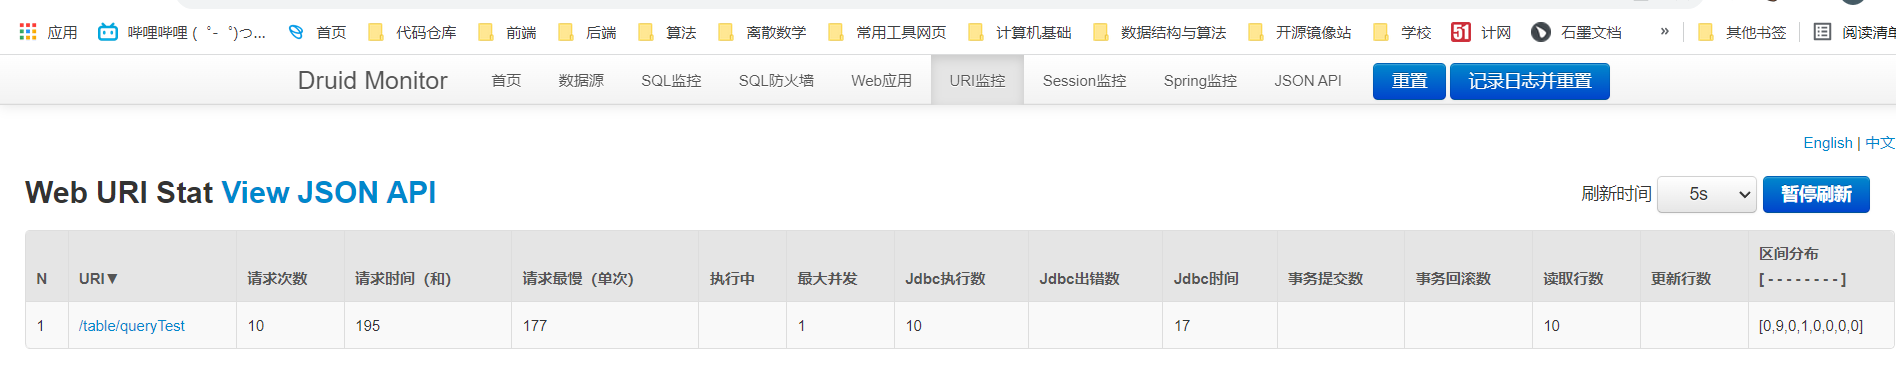 应用 哔哩哔哩 (゜-゜)つ... 首页 代码仓库 前端 后端 算法 离散数学 常用工具网页 计算机基础 数据结构与算法 开源镜像站 学校 51 计网 石墨文档 » 其他书签 阅读清单
Druid Monitor 首页 数据源 SQL监控 SQL防火墙 Web应用 URI监控 Session监控 Spring监控 JSON API 重置 记录日志并重置
English | 中文
Web URI Stat View JSON API 刷新时间 5s 暂停刷新
N URI▼ 请求次数 请求时间（和） 请求最慢（单次） 执行中 最大并发 Jdbc执行数 Jdbc出错数 Jdbc时间 事务提交数 事务回滚数 读取行数 更新行数 区间分布
[ - - - - - - - - ]
1 /table/queryTest 10 195 177 1 10 17 10 [0,9,0,1,0,0,0,0]